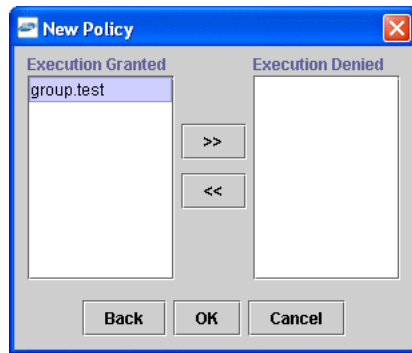 New Policy
Execution Granted Execution Denied
group.test
>>
<<
Back OK Cancel